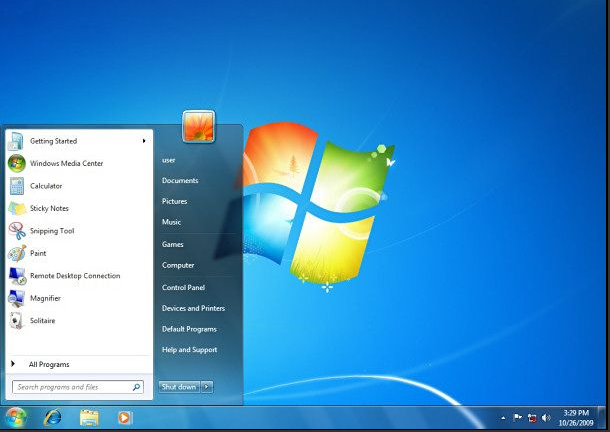 Getting Started
Windows Media Center
Calculator
Sticky Notes
Snipping Tool
Paint
Remote Desktop Connection
Magnifier
Solitaire
All Programs
Search programs and files
user
Documents
Pictures
Music
Games
Computer
Control Panel
Devices and Printers
Default Programs
Help and Support
Shut down
3:29 PM
10/26/2009